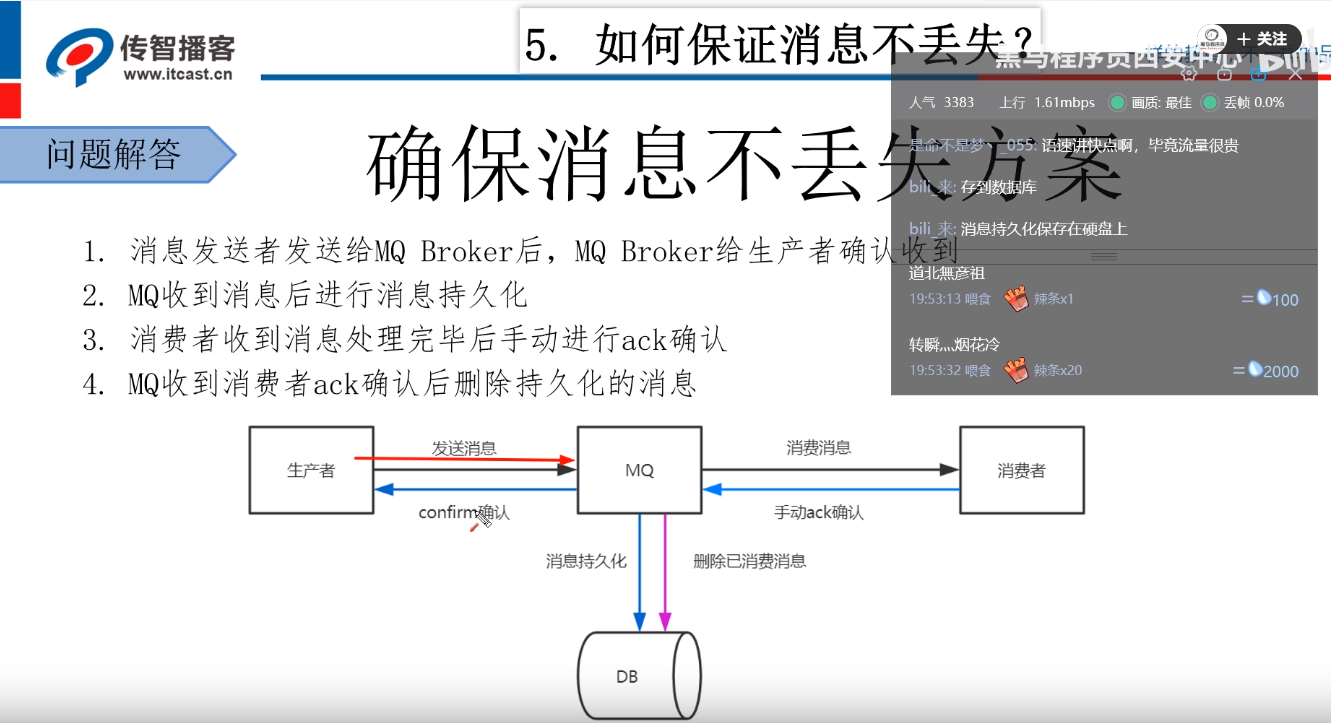 传智播客
www.itcast.cn
5. 如何保证消息不丢失？
+ 关注
黑马程序员西安中心
人气 3383 上行 1.61mbps 画质: 最佳 丢帧 0.0%
问题解答
确保消息不丢失方案
是命不是梦丶_055: 语速讲快点啊，毕竟流量很贵
bili_来: 存到数据库
bili_来: 消息持久化保存在硬盘上
1. 消息发送者发送给MQ Broker后，MQ Broker给生产者确认收到
道北無彦祖
19:53:13 喂食 辣条x1 =100
2. MQ收到消息后进行消息持久化
3. 消费者收到消息处理完毕后手动进行ack确认
转瞬灬烟花冷
19:53:32 喂食 辣条x20 =2000
4. MQ收到消费者ack确认后删除持久化的消息
发送消息
消费消息
生产者
MQ
消费者
confirm确认
手动ack确认
消息持久化
删除已消费消息
DB